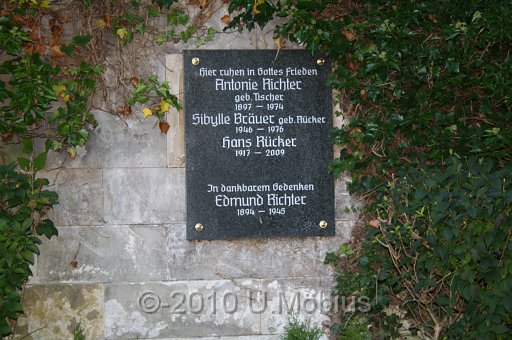 Hier ruhen in Gottes Frieden
Antonie Richter
geb. Tischer
1897 – 1974
Sibylle Bräuer geb. Rücker
1946 – 1976
Hans Rücker
1917 – 2009
In dankbarem Gedenken
Edmund Richter
1894 – 1945
© 2010 U.Möbius